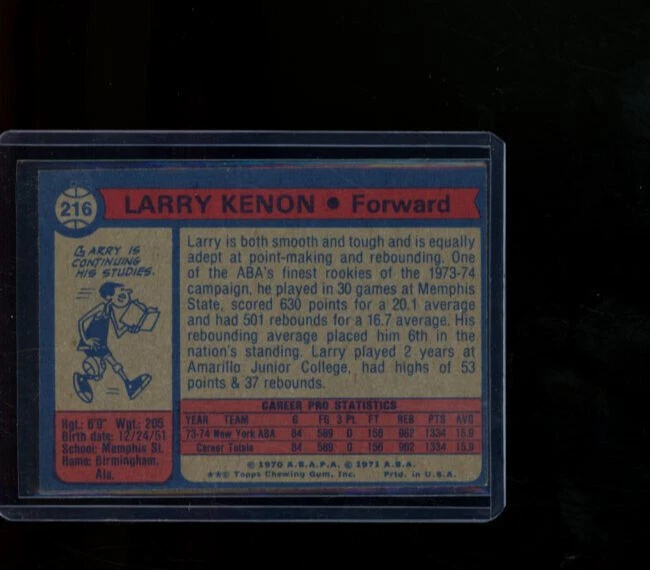 216
LARRY KENON • Forward
LARRY IS
CONTINUING
HIS STUDIES.
Larry is both smooth and tough and is equally
adept at point-making and rebounding. One
of the ABA's finest rookies of the 1973-74
campaign, he played in 30 games at Memphis
State, scored 630 points for a 20.1 average
and had 501 rebounds for a 16.7 average. His
rebounding average placed him 6th in the
nation's standing. Larry played 2 years at
Amarillo Junior College, had highs of 53
points & 37 rebounds.
Hgt: 6'9" Wgt: 205
Birth date: 12/24/51
School: Memphis St.
Home: Birmingham,
Ala.
CAREER PRO STATISTICS
YEAR TEAM G FG 3 PL FT REB PTS AVG
73-74 New York ABA 84 589 0 156 962 1334 15.9
Career Totals 84 589 0 156 962 1334 15.9
© 1970 A.B.A.P.A. © 1971 A.B.A.
★★© Topps Chewing Gum, Inc. Prtd. in U.S.A.